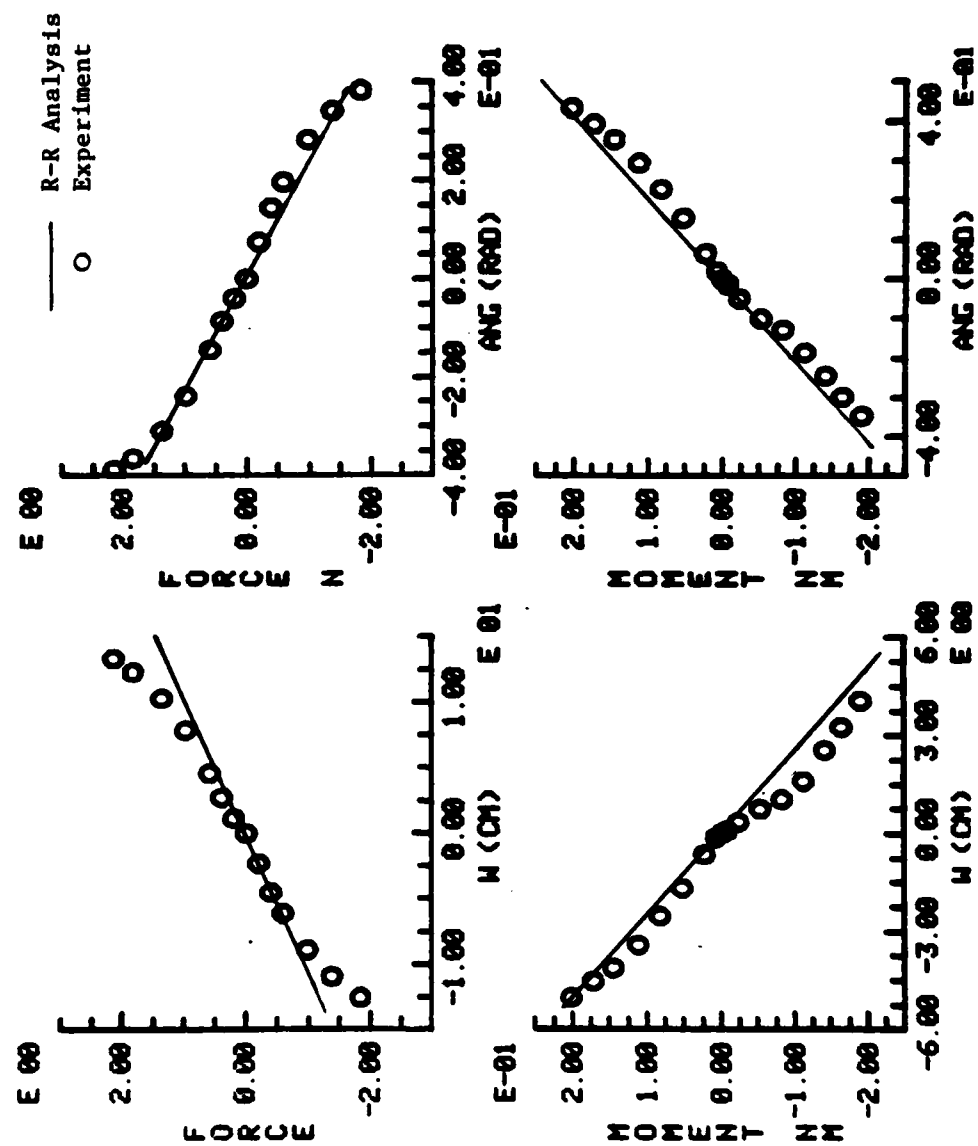 R-R Analysis
Experiment
E 00
2.00
0.00
-2.00
FORCE
-1.00
0.00
1.00
E 01
W (CM)
E 00
2.00
0.00
-2.00
FORCE N
-4.00
-2.00
0.00
2.00
4.00
E-01
ANG (RAD)
E-01
2.00
1.00
0.00
-1.00
-2.00
MOMENT NM
-6.00
-3.00
0.00
3.00
6.00
E 00
W (CM)
E-01
2.00
1.00
0.00
-1.00
-2.00
MOMENT NM
-4.00
0.00
4.00
E-01
ANG (RAD)